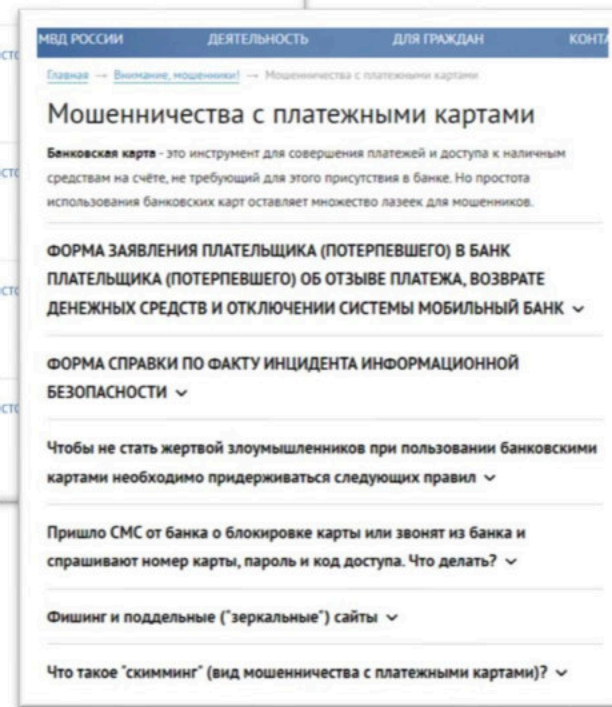 МВД РОССИИ ДЕЯТЕЛЬНОСТЬ ДЛЯ ГРАЖДАН
Главная → Внимание, мошенники! → Мошенничества с платежными картами
Мошенничества с платежными картами
Банковская карта - это инструмент для совершения платежей и доступа к наличным
средствам на счёте, не требующий для этого присутствия в банке. Но простота
использования банковских карт оставляет множество лазеек для мошенников.
ФОРМА ЗАЯВЛЕНИЯ ПЛАТЕЛЬЩИКА (ПОТЕРПЕВШЕГО) В БАНК
ПЛАТЕЛЬЩИКА (ПОТЕРПЕВШЕГО) ОБ ОТЗЫВЕ ПЛАТЕЖА, ВОЗВРАТЕ
ДЕНЕЖНЫХ СРЕДСТВ И ОТКЛЮЧЕНИИ СИСТЕМЫ МОБИЛЬНЫЙ БАНК
ФОРМА СПРАВКИ ПО ФАКТУ ИНЦИДЕНТА ИНФОРМАЦИОННОЙ
БЕЗОПАСНОСТИ
Чтобы не стать жертвой злоумышленников при пользовании банковскими
картами необходимо придерживаться следующих правил
Пришло СМС от банка о блокировке карты или звонят из банка и
спрашивают номер карты, пароль и код доступа. Что делать?
Фишинг и поддельные ("зеркальные") сайты
Что такое "скимминг" (вид мошенничества с платежными картами)?